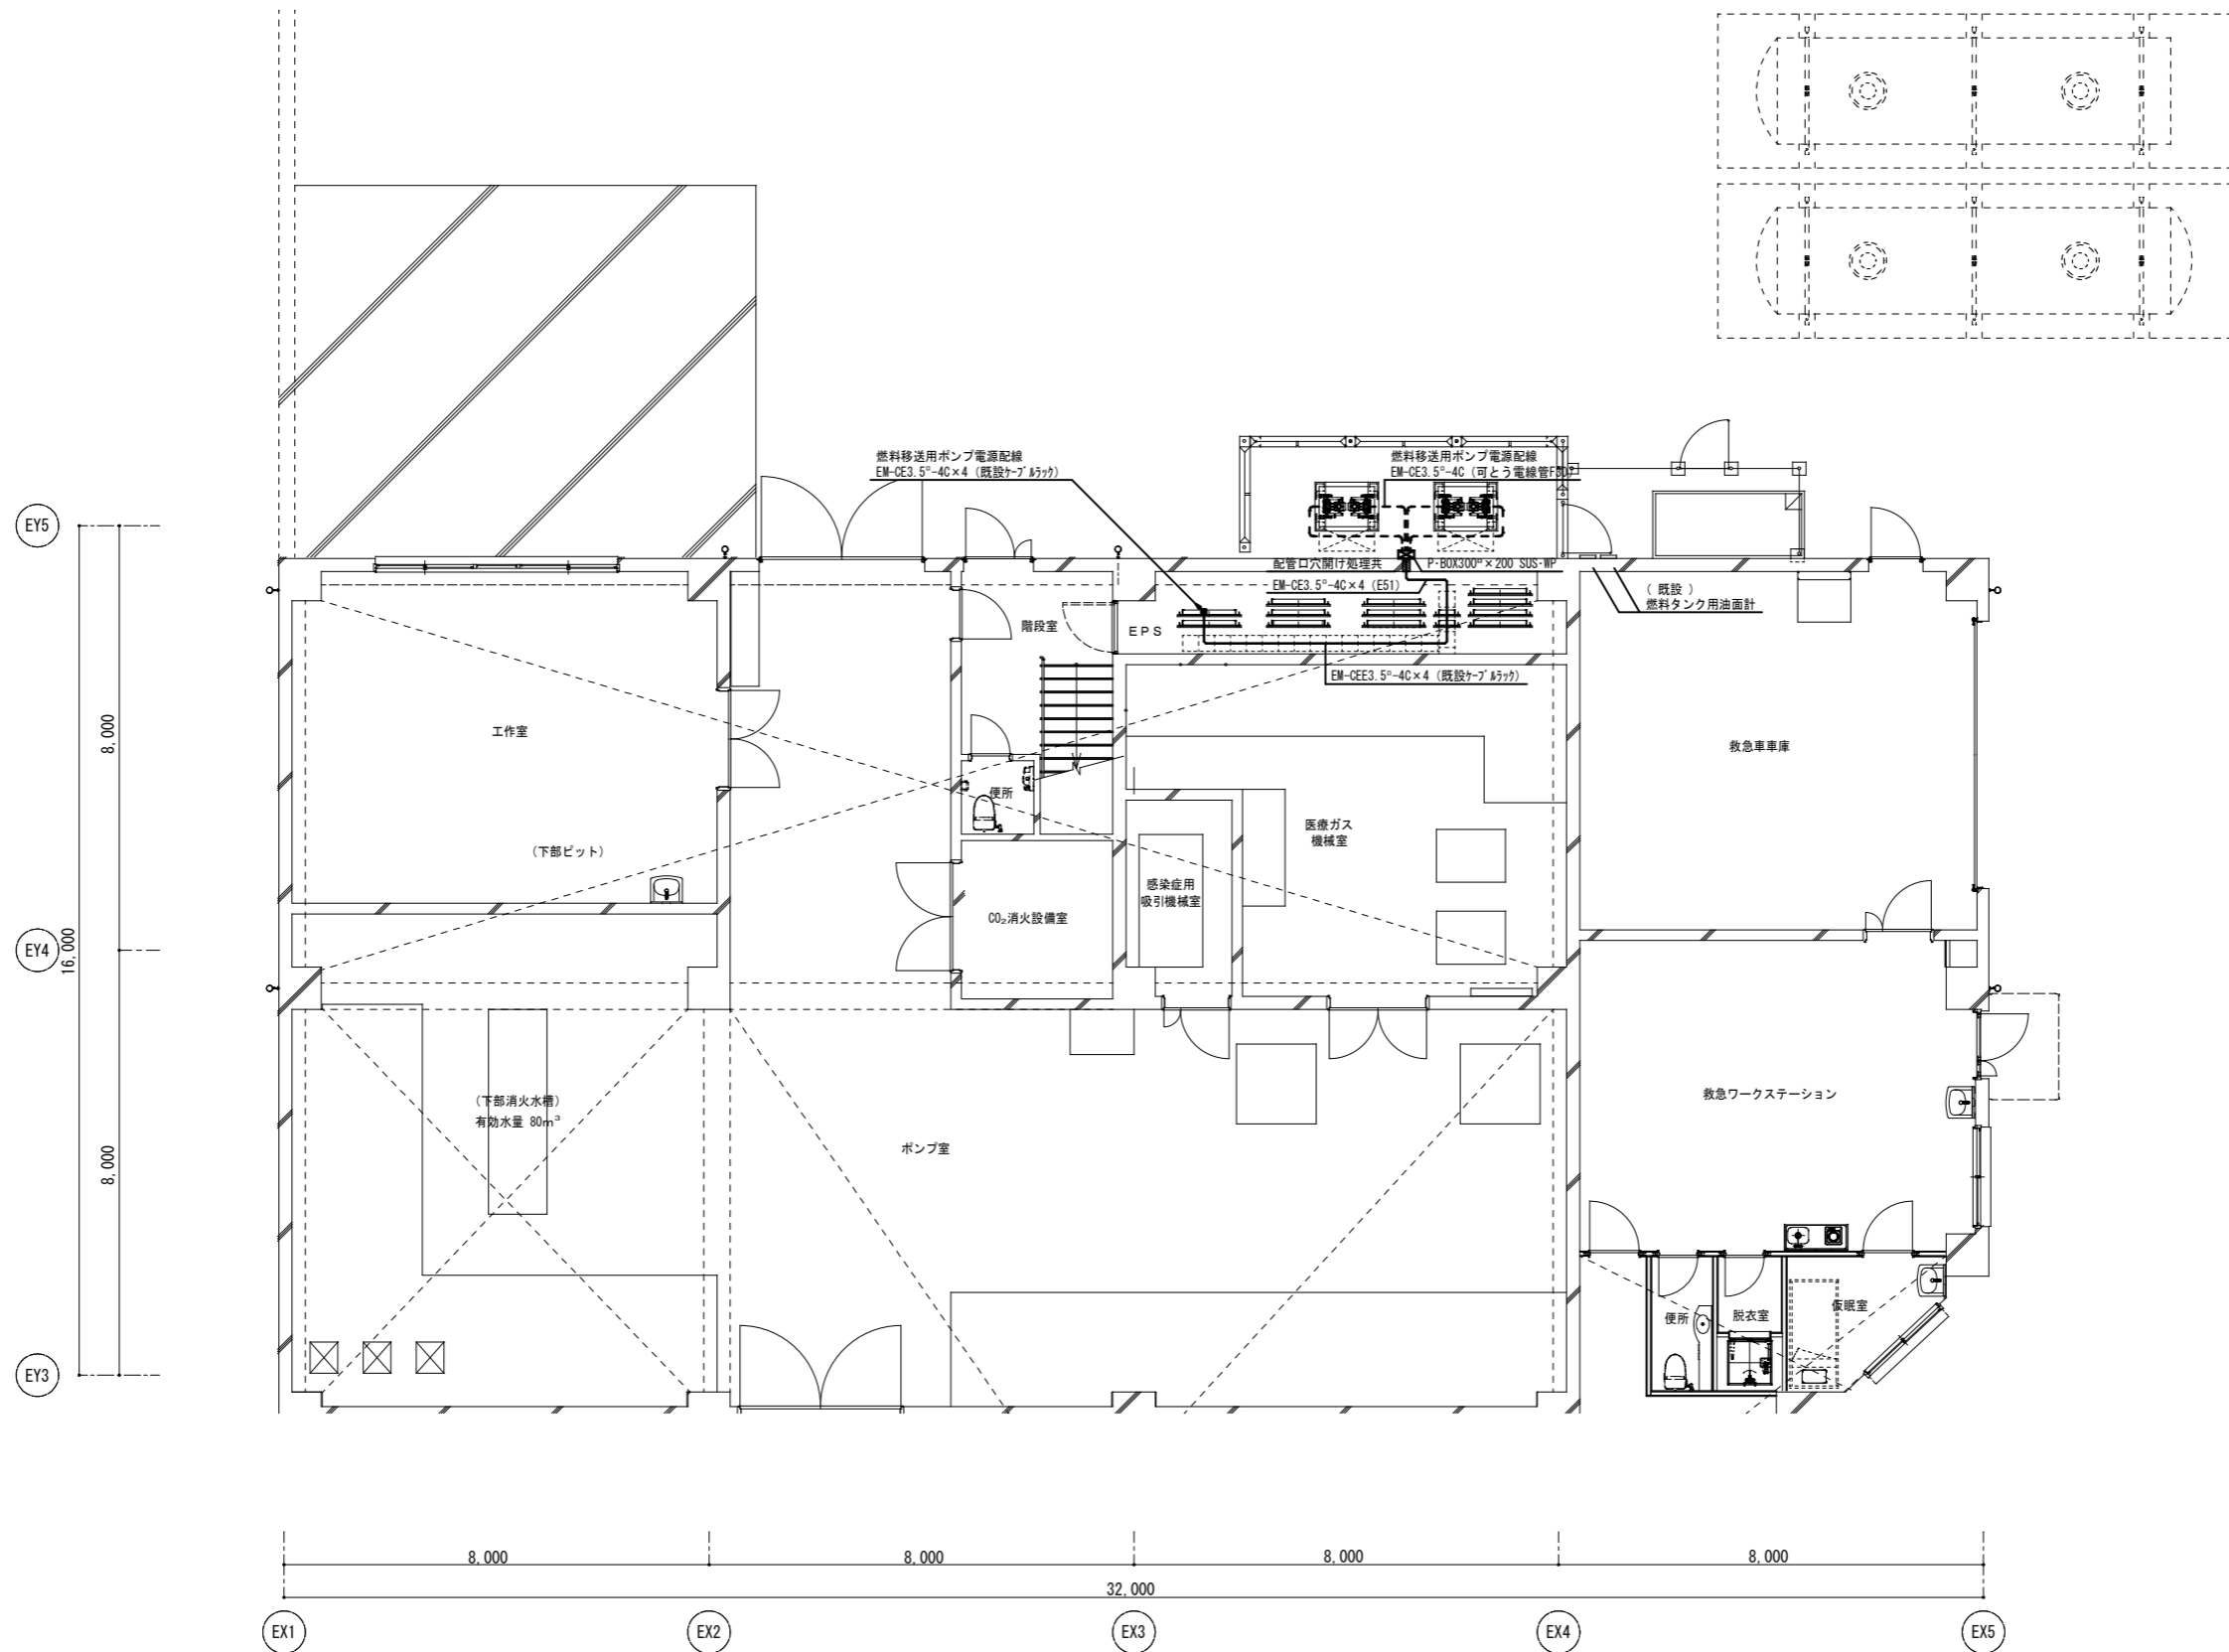 燃料移送用ポンプ電源配線
EM-CE3.5□-4C×4 (既設ｹｰﾌﾞﾙﾗｯｸ)
燃料移送用ポンプ電源配線
EM-CE3.5□-4C (可とう電線管
配管口穴開け処理共
P-BOX300□×200 SUS-WP
EM-CE3.5□-4C×4 (E51)
( 既設 )
燃料タンク用油面計
EY5
階段室
EPS
EM-CEE3.5□-4C×4 (既設ｹｰﾌﾞﾙﾗｯｸ)
8,000
工作室
救急車車庫
便所
医療ガス
機械室
(下部ピット)
感染症用
吸引機械室
CO₂消火設備室
EY4
16,000
救急ワークステーション
(下部消火水槽)
有効水量 80m³
ポンプ室
8,000
便所
脱衣室
仮眠室
EY3
8,000
8,000
8,000
8,000
32,000
EX1
EX2
EX3
EX4
EX5